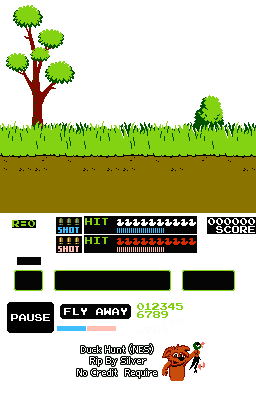 R=0
HIT
SHOT
000000
SCORE
HIT
SHOT
PAUSE
FLY AWAY
012345
6789
Duck Hunt (NES)
Rip By Silver
No Credit Require